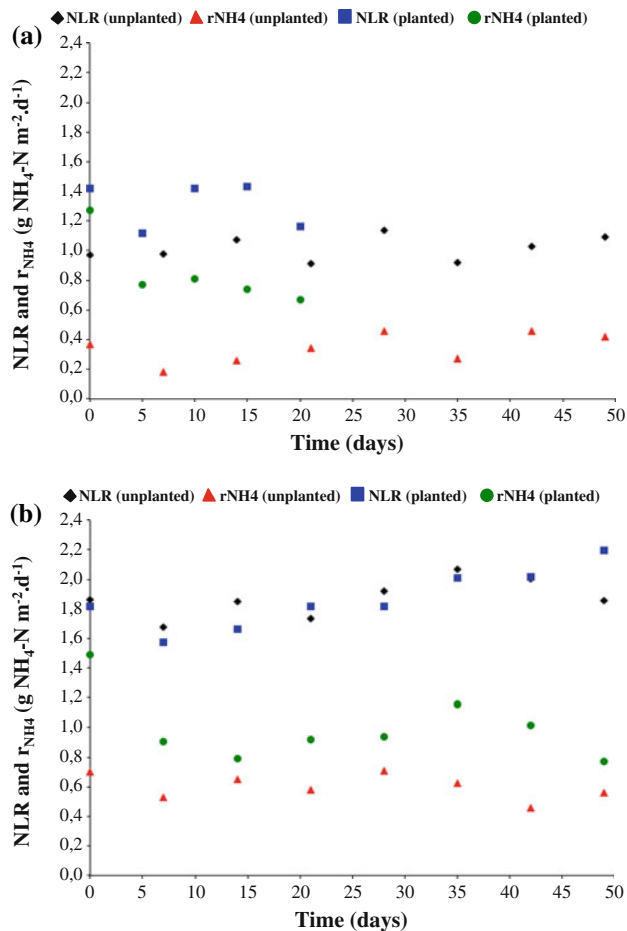 (a)
◆ NLR (unplanted) ▲ rNH4 (unplanted) ■ NLR (planted) ● rNH4 (planted)
2,4
2,2
2,0
1,8
1,6
1,4
1,2
1,0
0,8
0,6
0,4
0,2
0,0
NLR and rNH4 (g NH4-N m-2.d-1)
0 5 10 15 20 25 30 35 40 45 50
Time (days)
(b)
◆ NLR (unplanted) ▲ rNH4 (unplanted) ■ NLR (planted) ● rNH4 (planted)
2,4
2,2
2,0
1,8
1,6
1,4
1,2
1,0
0,8
0,6
0,4
0,2
0,0
NLR and rNH4 (g NH4-N m-2.d-1)
0 5 10 15 20 25 30 35 40 45 50
Time (days)